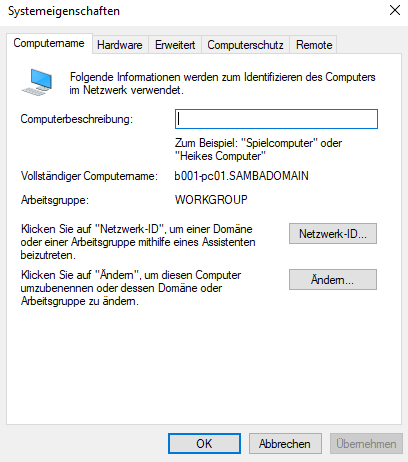 Systemeigenschaften
Computername Hardware Erweitert Computerschutz Remote
Folgende Informationen werden zum Identifizieren des Computers
im Netzwerk verwendet.
Computerbeschreibung:
Zum Beispiel: "Spielcomputer" oder
"Heikes Computer"
Vollständiger Computername: b001-pc01.SAMBADOMAIN
Arbeitsgruppe: WORKGROUP
Klicken Sie auf "Netzwerk-ID", um einer Domäne
oder einer Arbeitsgruppe mithilfe eines Assistenten
beizutreten.
Netzwerk-ID...
Klicken Sie auf "Ändern", um diesen Computer
umzubenennen oder dessen Domäne oder
Arbeitsgruppe zu ändern.
Ändern...
OK Abbrechen Übernehmen